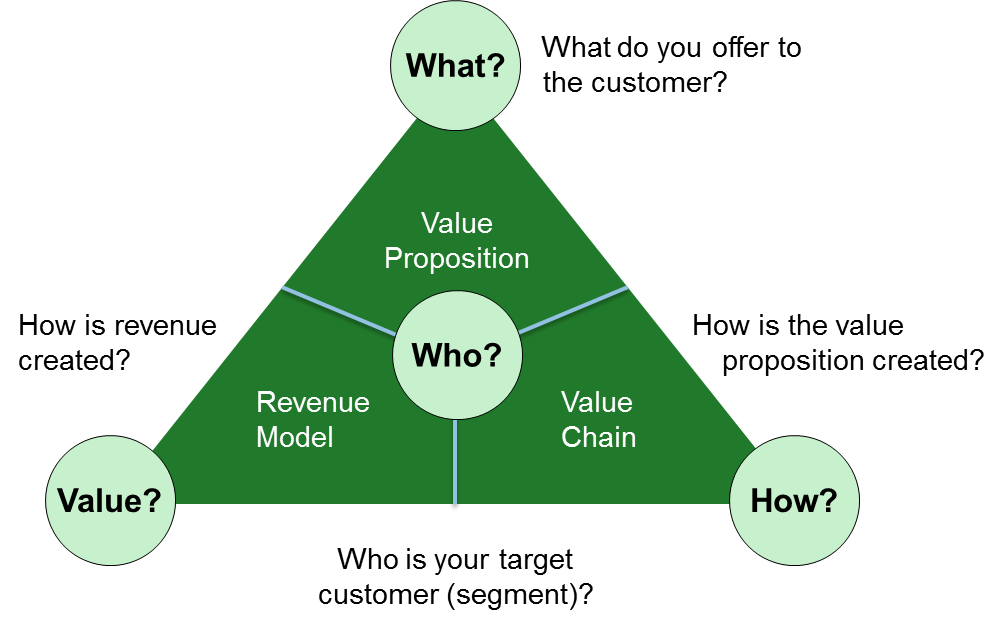 What?
What do you offer to
the customer?
Value
Proposition
How is revenue
created?
Who?
How is the value
proposition created?
Revenue
Model
Value
Chain
Value?
How?
Who is your target
customer (segment)?